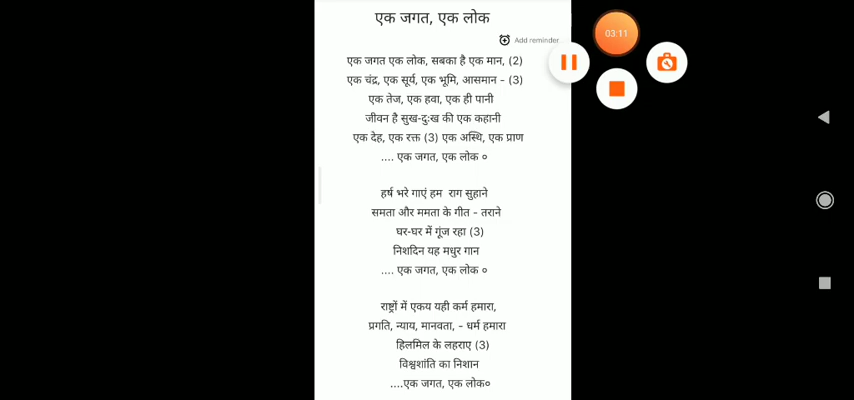 एक जगत, एक लोक
Add reminder
एक जगत एक लोक, सबका है एक मान, (2)
एक चंद्र, एक सूर्य, एक भूमि, आसमान - (3)
एक तेज, एक हवा, एक ही पानी
जीवन है सुख-दुःख की एक कहानी
एक देह, एक रक्त (3) एक अस्थि, एक प्राण
.... एक जगत, एक लोक ०
हर्ष भरे गाएं हम राग सुहाने
समता और ममता के गीत - तराने
घर-घर में गूंज रहा (3)
निशदिन यह मधुर गान
.... एक जगत, एक लोक ०
राष्ट्रों में एकय यही कर्म हमारा,
प्रगति, न्याय, मानवता, - धर्म हमारा
हिलमिल के लहराए (3)
विश्वशांति का निशान
....एक जगत, एक लोक०
03:11